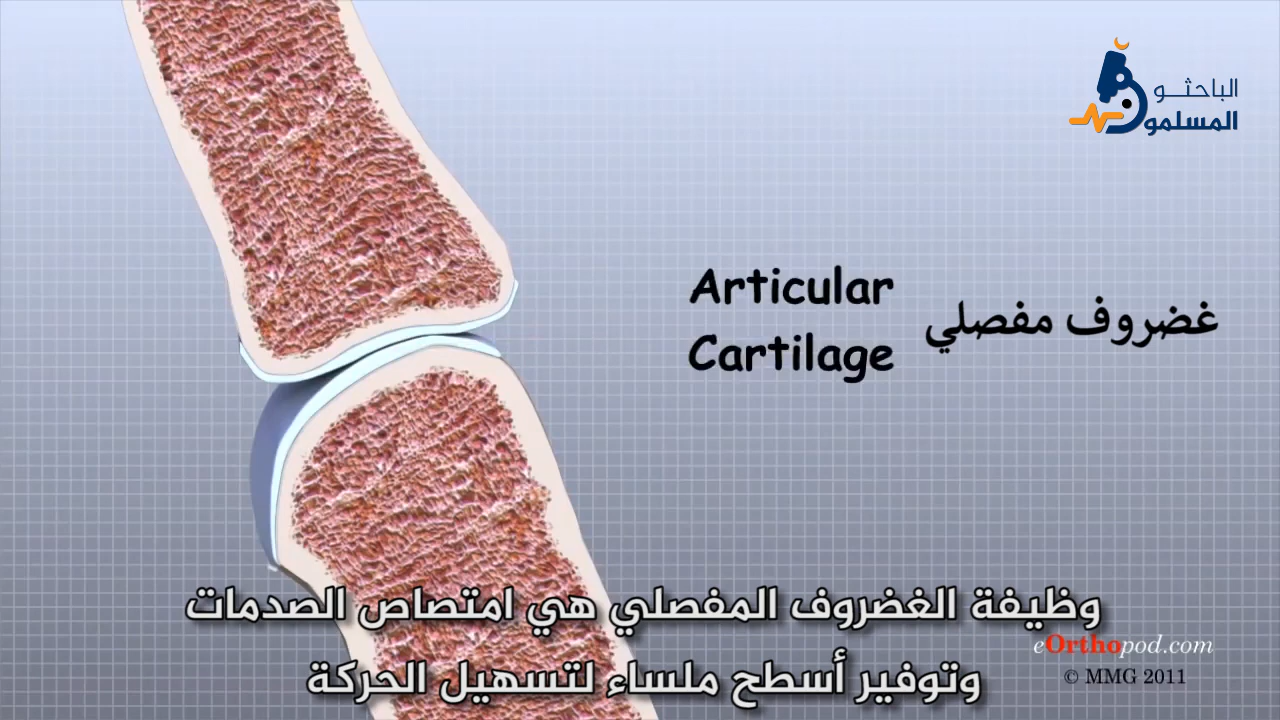 الباحثـــو
المسلمو
Articular
Cartilage
غضروف مفصلي
وظيفة الغضروف المفصلي هي امتصاص الصدمات
وتوفير أسطح ملساء لتسهيل الحركة
eOrthopod.com
© MMG 2011